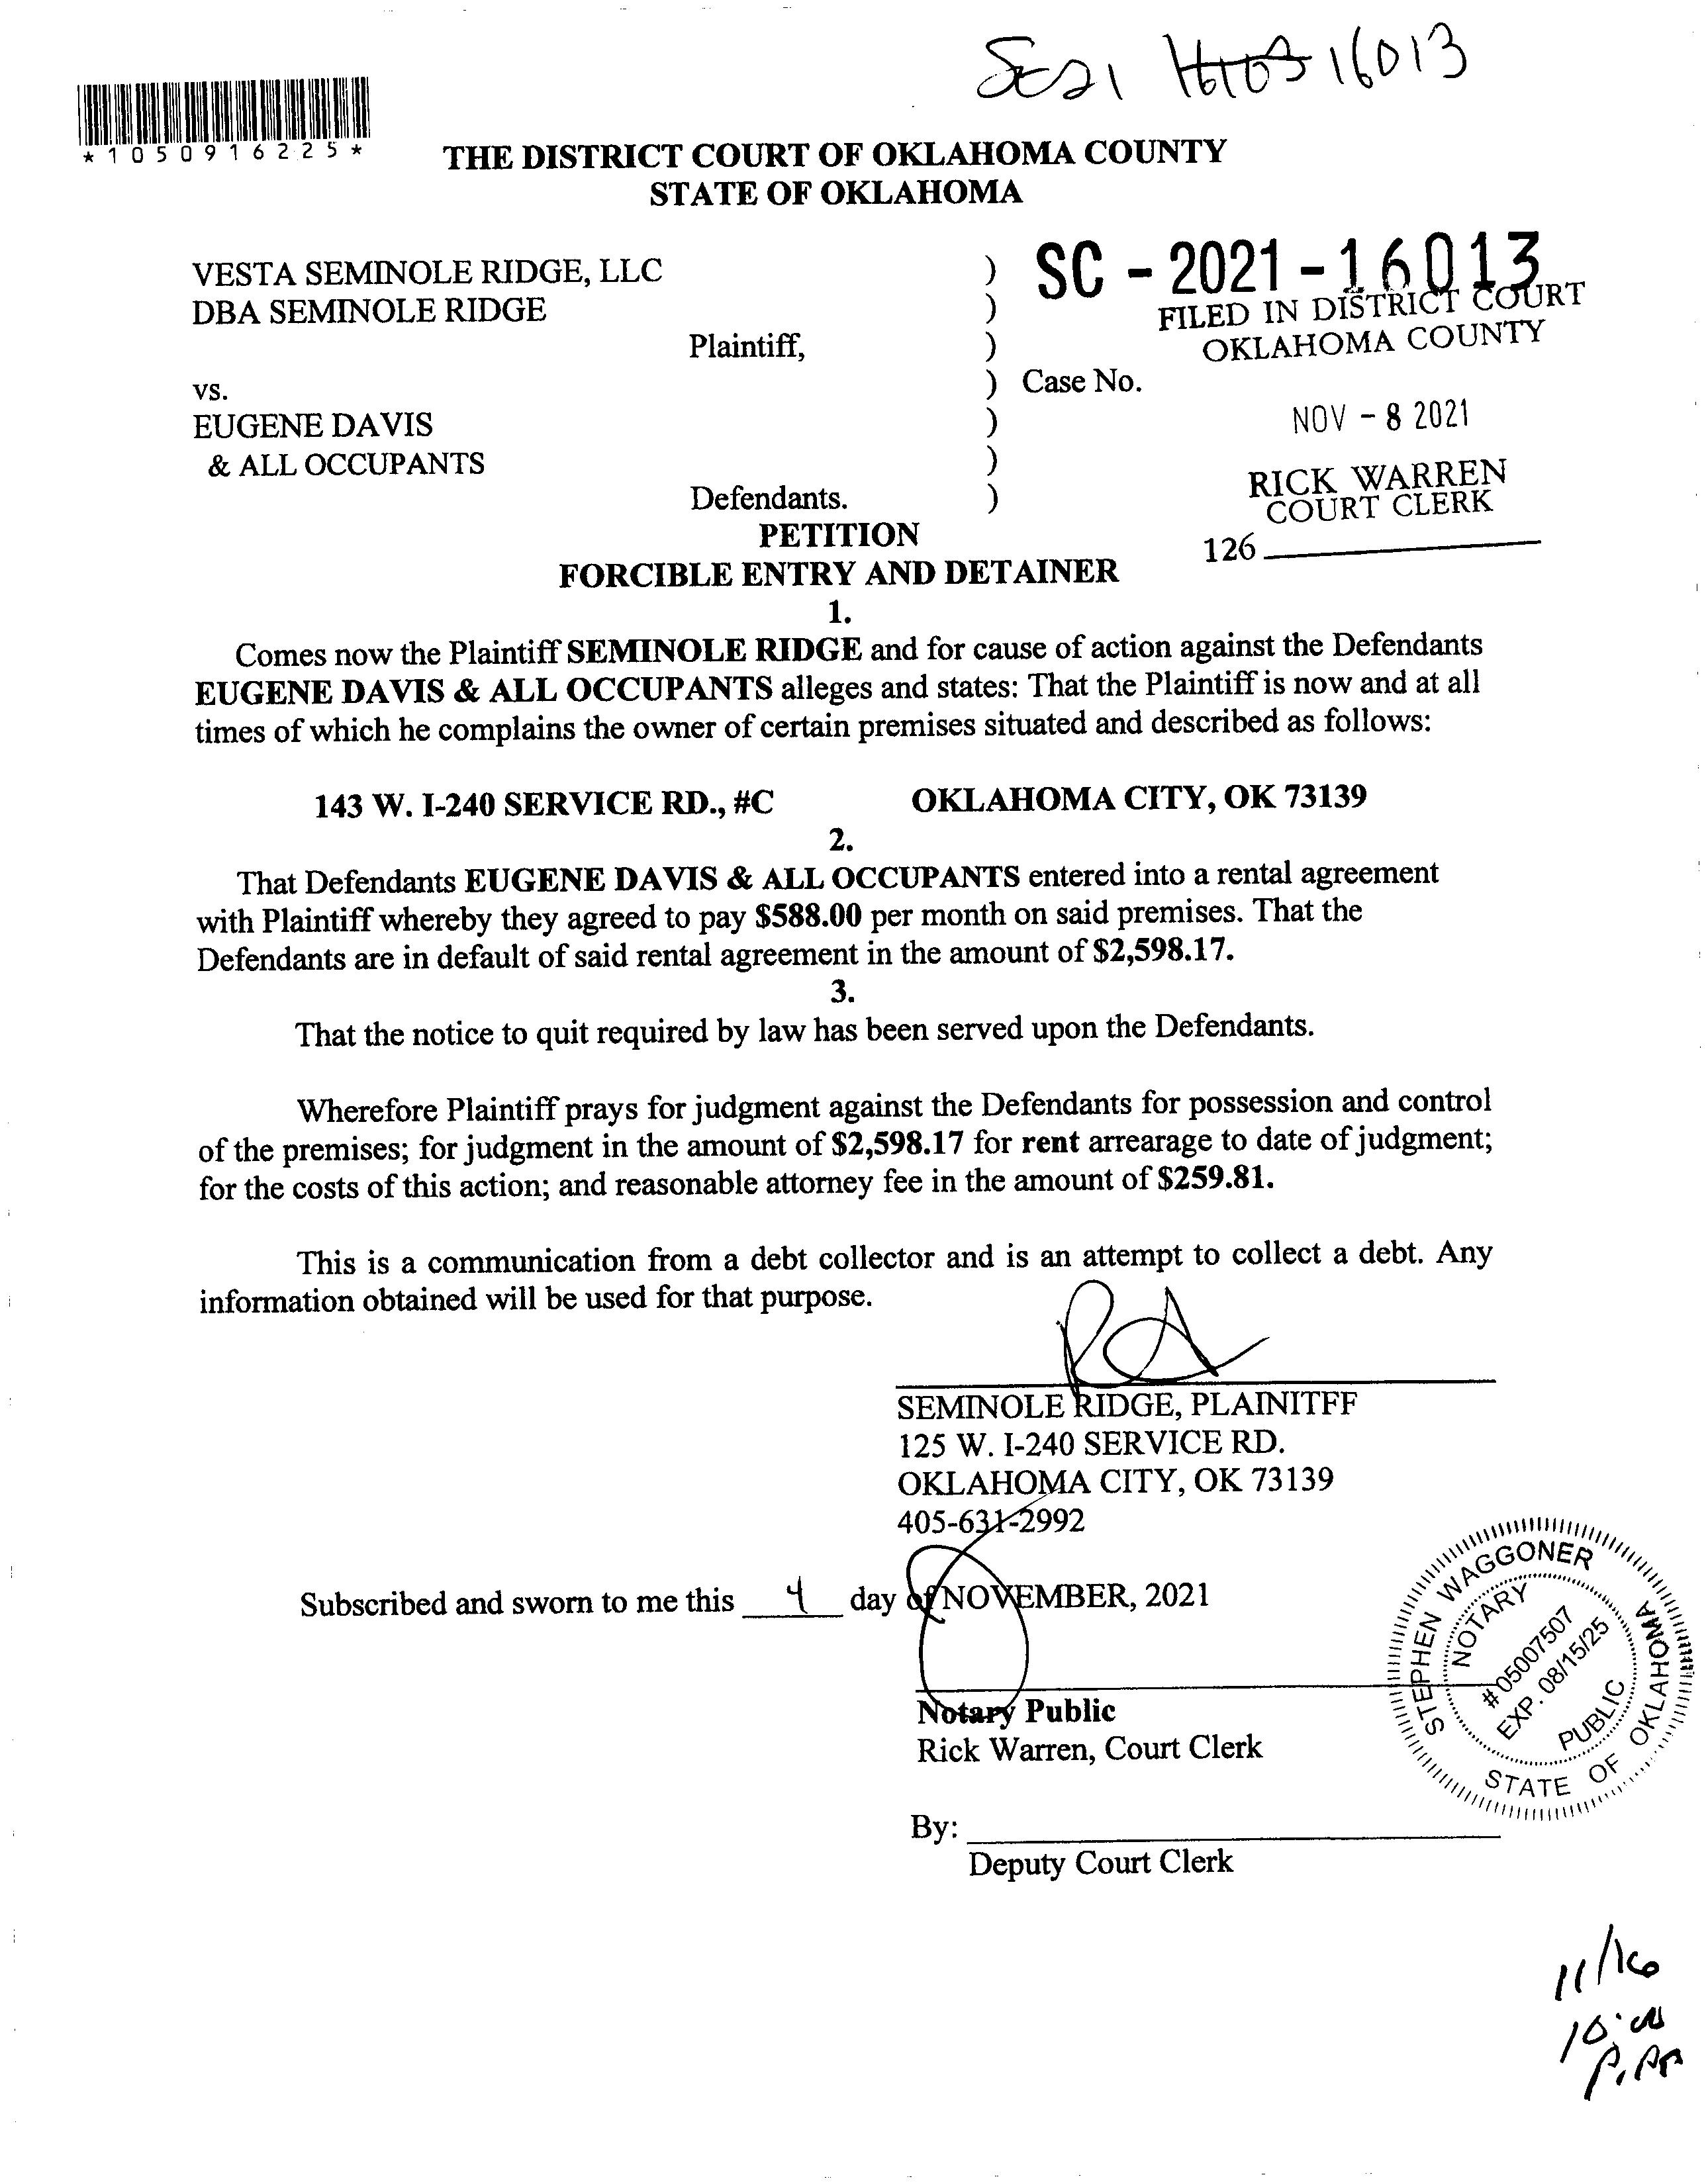 SC21 16013
*1050916225*
THE DISTRICT COURT OF OKLAHOMA COUNTY
STATE OF OKLAHOMA
VESTA SEMINOLE RIDGE, LLC )
DBA SEMINOLE RIDGE )
Plaintiff, )
vs. )
EUGENE DAVIS )
& ALL OCCUPANTS )
Defendants. )
SC - 2021 - 16013
FILED IN DISTRICT COURT
OKLAHOMA COUNTY
Case No.
NOV - 8 2021
RICK WARREN
COURT CLERK
126
PETITION
FORCIBLE ENTRY AND DETAINER
1.
Comes now the Plaintiff SEMINOLE RIDGE and for cause of action against the Defendants
EUGENE DAVIS & ALL OCCUPANTS alleges and states: That the Plaintiff is now and at all
times of which he complains the owner of certain premises situated and described as follows:
143 W. I-240 SERVICE RD., #C OKLAHOMA CITY, OK 73139
2.
That Defendants EUGENE DAVIS & ALL OCCUPANTS entered into a rental agreement
with Plaintiff whereby they agreed to pay $588.00 per month on said premises. That the
Defendants are in default of said rental agreement in the amount of $2,598.17.
3.
That the notice to quit required by law has been served upon the Defendants.
Wherefore Plaintiff prays for judgment against the Defendants for possession and control
of the premises; for judgment in the amount of $2,598.17 for rent arrearage to date of judgment;
for the costs of this action; and reasonable attorney fee in the amount of $259.81.
This is a communication from a debt collector and is an attempt to collect a debt. Any
information obtained will be used for that purpose.
SEMINOLE RIDGE, PLAINITFF
125 W. I-240 SERVICE RD.
OKLAHOMA CITY, OK 73139
405-631-2992
Subscribed and sworn to me this 4 day of NOVEMBER, 2021
Notary Public
Rick Warren, Court Clerk
By:
Deputy Court Clerk
STEPHEN WAGGONER
NOTARY
#05007507
EXP. 08/15/25
PUBLIC
STATE OF OKLAHOMA
11/16